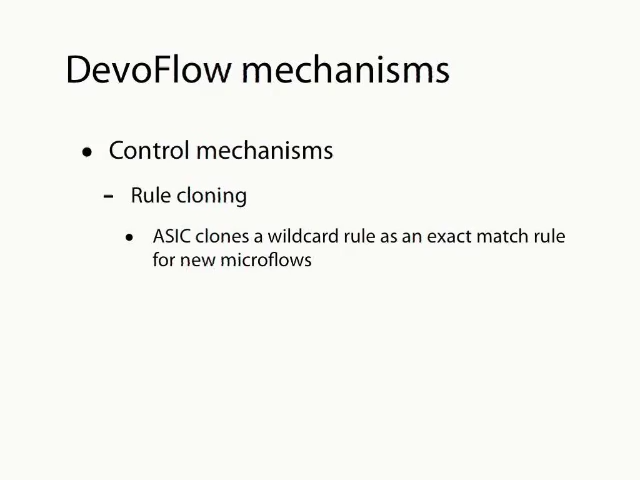 DevoFlow mechanisms
• Control mechanisms
– Rule cloning
• ASIC clones a wildcard rule as an exact match rule
for new microflows